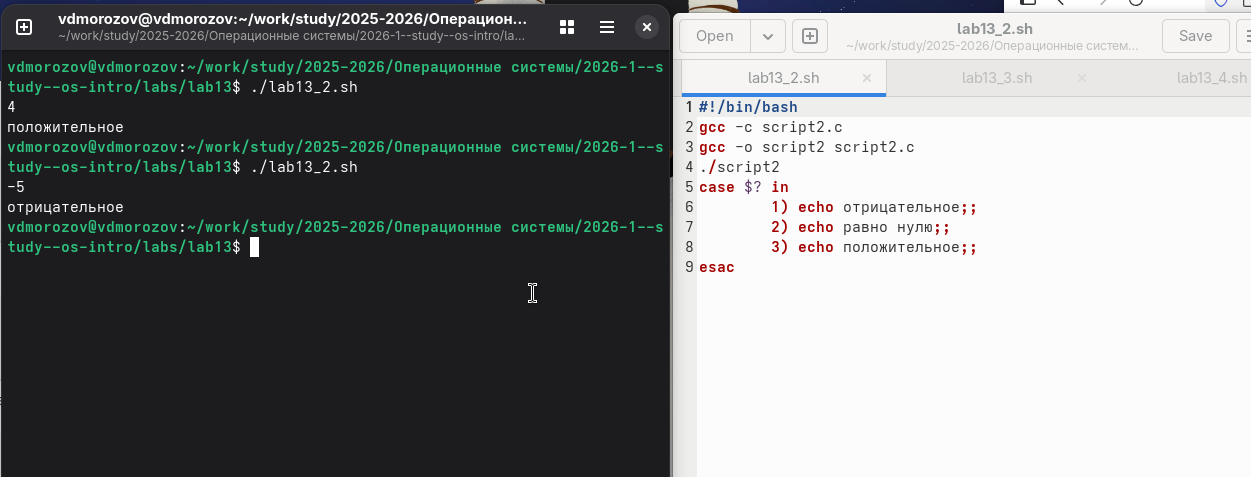 vdmorozov@vdmorozov:~/work/study/2025-2026/Операцион...
~/work/study/2025-2026/Операционные системы/2026-1--study--os-intro/la...
vdmorozov@vdmorozov:~/work/study/2025-2026/Операционные системы/2026-1--s
tudy--os-intro/labs/lab13$ ./lab13_2.sh
4
положительное
vdmorozov@vdmorozov:~/work/study/2025-2026/Операционные системы/2026-1--s
tudy--os-intro/labs/lab13$ ./lab13_2.sh
-5
отрицательное
vdmorozov@vdmorozov:~/work/study/2025-2026/Операционные системы/2026-1--s
tudy--os-intro/labs/lab13$
Open
lab13_2.sh
~/work/study/2025-2026/Операционные систем...
Save
lab13_2.sh
lab13_3.sh
lab13_4.sh
1 #!/bin/bash
2 gcc -c script2.c
3 gcc -o script2 script2.c
4 ./script2
5 case $? in
6 1) echo отрицательное;;
7 2) echo равно нулю;;
8 3) echo положительное;;
9 esac